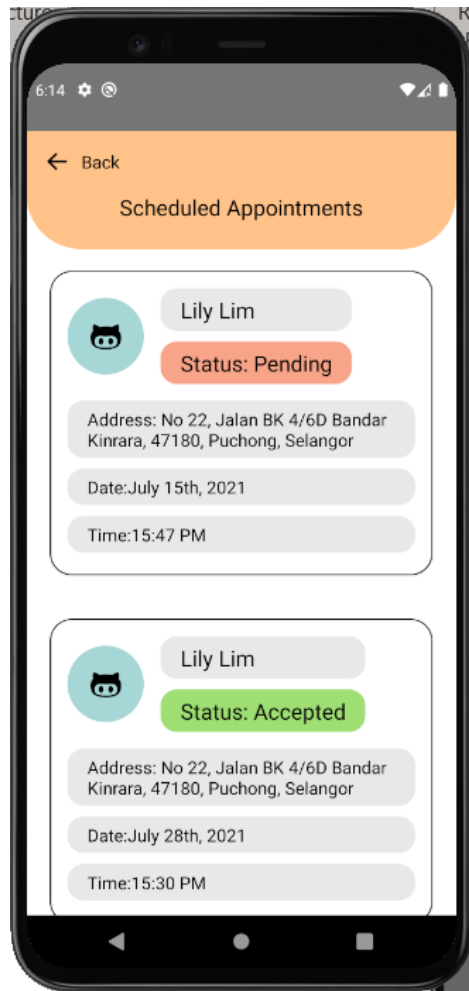 cture
R
6:14
Back
Scheduled Appointments
Lily Lim
Status: Pending
Address: No 22, Jalan BK 4/6D Bandar
Kinrara, 47180, Puchong, Selangor
Date:July 15th, 2021
Time:15:47 PM
Lily Lim
Status: Accepted
Address: No 22, Jalan BK 4/6D Bandar
Kinrara, 47180, Puchong, Selangor
Date:July 28th, 2021
Time:15:30 PM